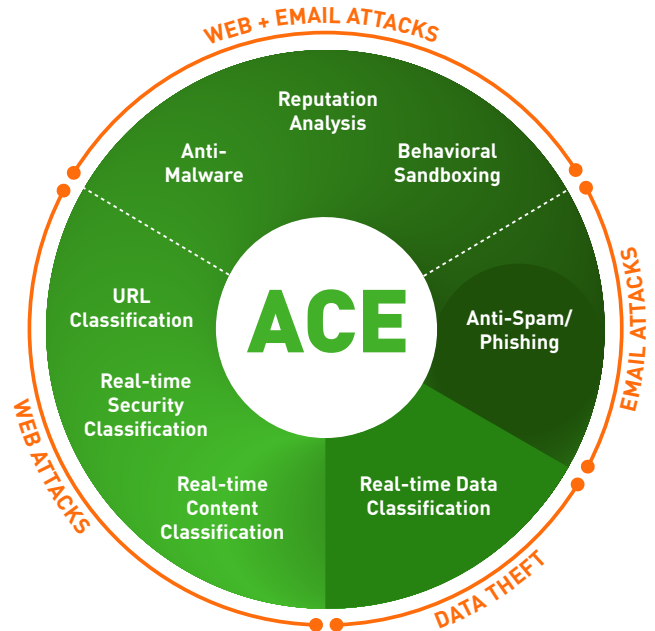 WEB + EMAIL ATTACKS
Reputation
Analysis
Anti-
Malware
Behavioral
Sandboxing
URL
Classification
ACE
Anti-Spam/
Phishing
EMAIL ATTACKS
Real-time
Security
Classification
WEB ATTACKS
Real-time
Content
Classification
Real-time Data
Classification
DATA THEFT